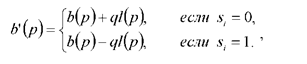 b'(p) = { b(p) + ql(p), если s_i = 0,
b(p) − ql(p), если s_i = 1. ,